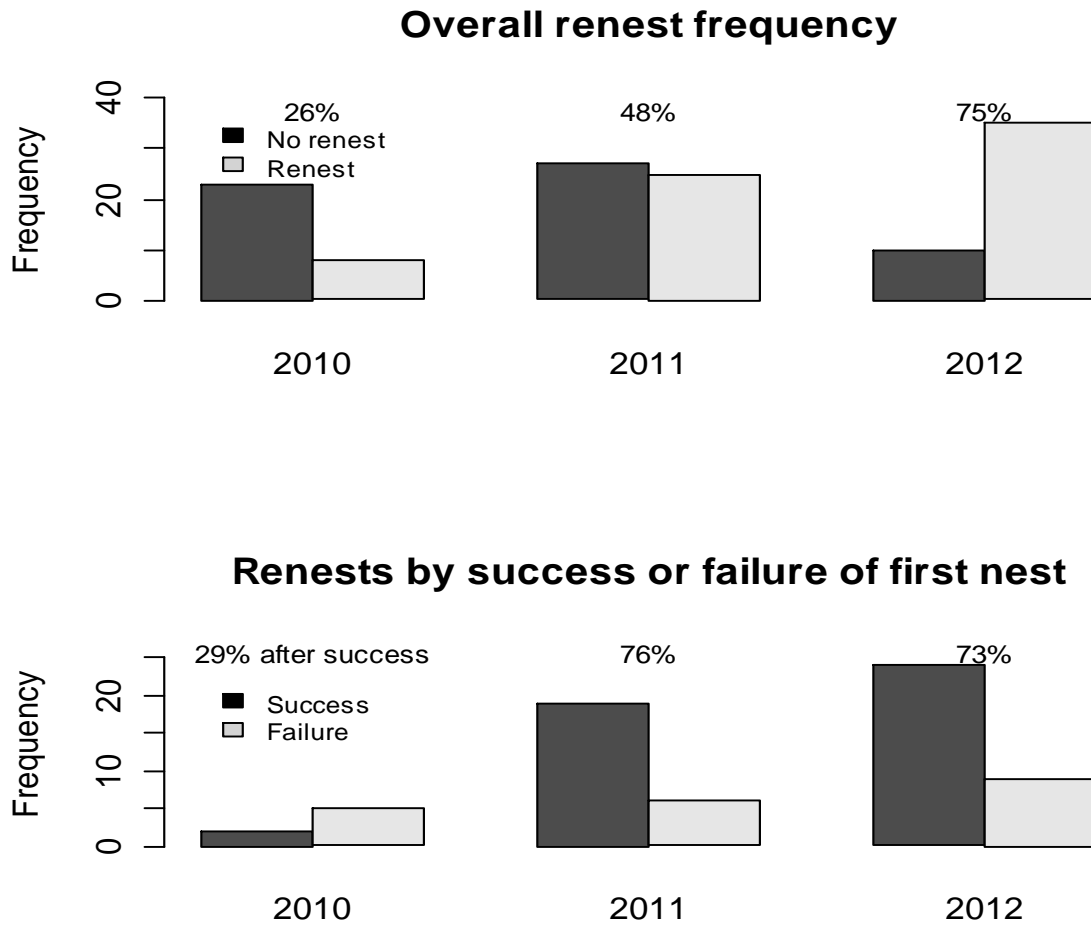 Overall renest frequency
Frequency
40
20
0
26%
48%
75%
No renest
Renest
2010
2011
2012
Renests by success or failure of first nest
Frequency
20
10
0
29% after success
76%
73%
Success
Failure
2010
2011
2012